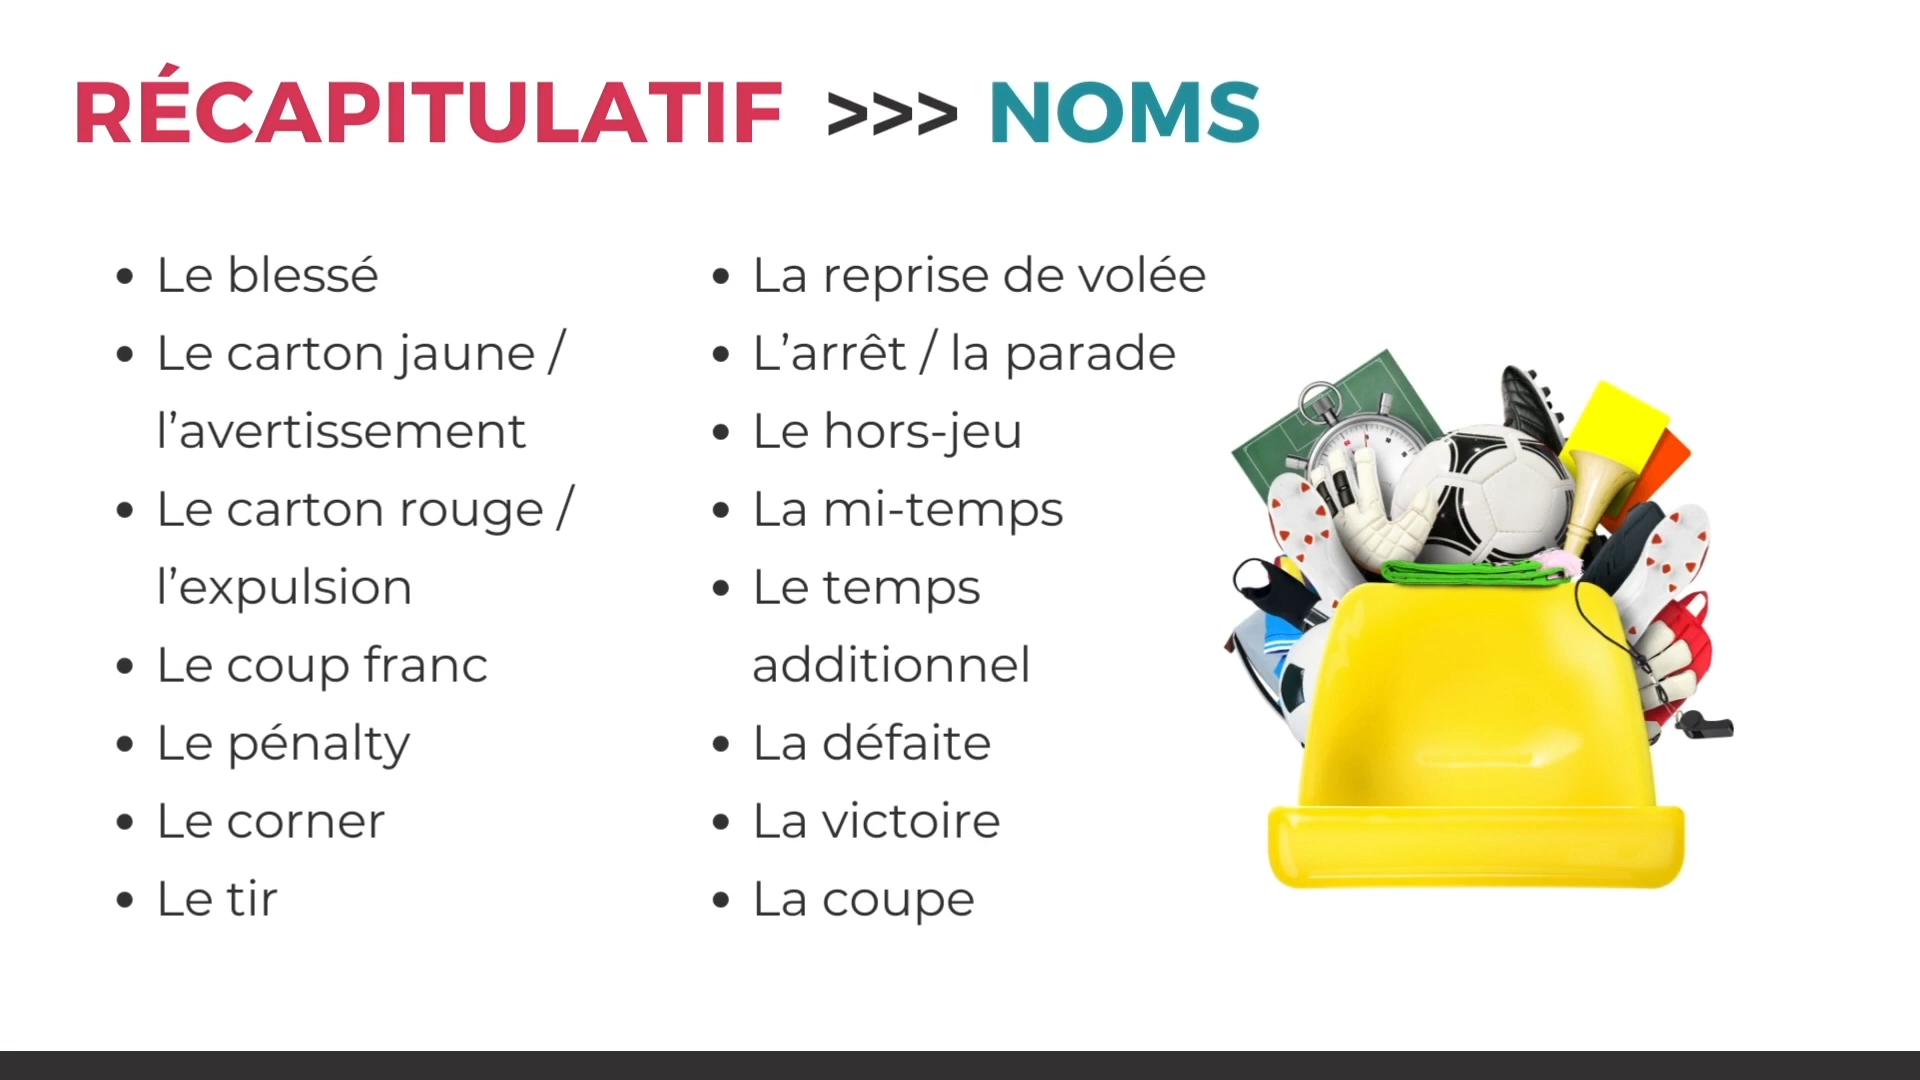 RÉCAPITULATIF >>> NOMS
• Le blessé
• Le carton jaune /
l’avertissement
• Le carton rouge /
l’expulsion
• Le coup franc
• Le pénalty
• Le corner
• Le tir
• La reprise de volée
• L’arrêt / la parade
• Le hors-jeu
• La mi-temps
• Le temps
additionnel
• La défaite
• La victoire
• La coupe